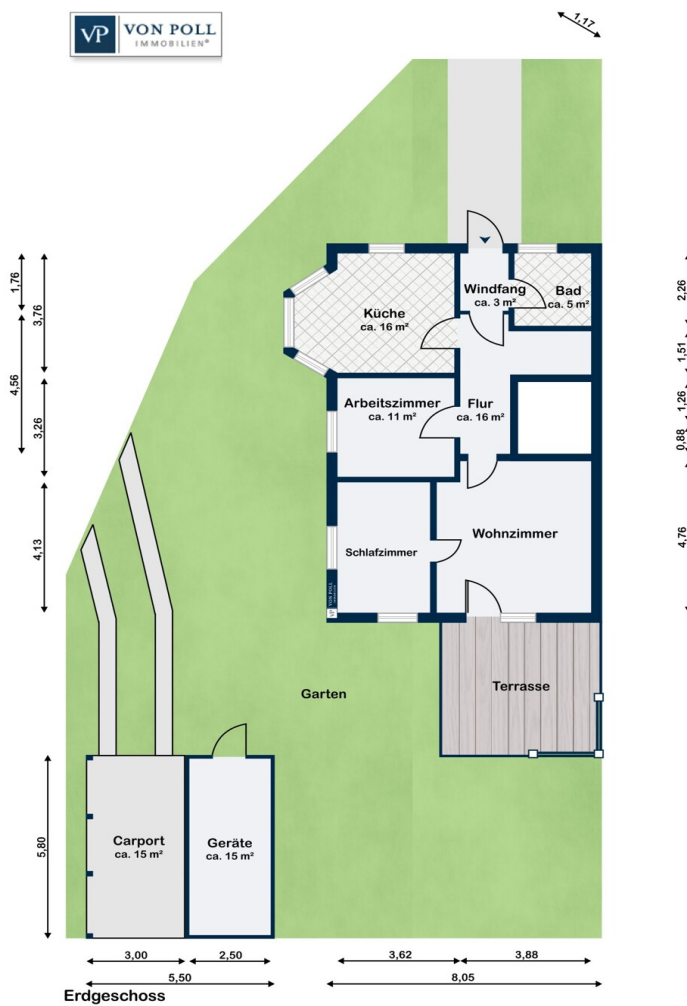 VP VON POLL
IMMOBILIEN®
1,17
1,76
3,76
4,56
3,26
4,13
2,26
1,51
1,26
0,88
4,76
Windfang
ca. 3 m²
Bad
ca. 5 m²
Küche
ca. 16 m²
Arbeitszimmer
ca. 11 m²
Flur
ca. 16 m²
Wohnzimmer
Schlafzimmer
VP VON POLL
Terrasse
Garten
Carport
ca. 15 m²
Geräte
ca. 15 m²
5,80
3,00
2,50
5,50
3,62
3,88
8,05
Erdgeschoss